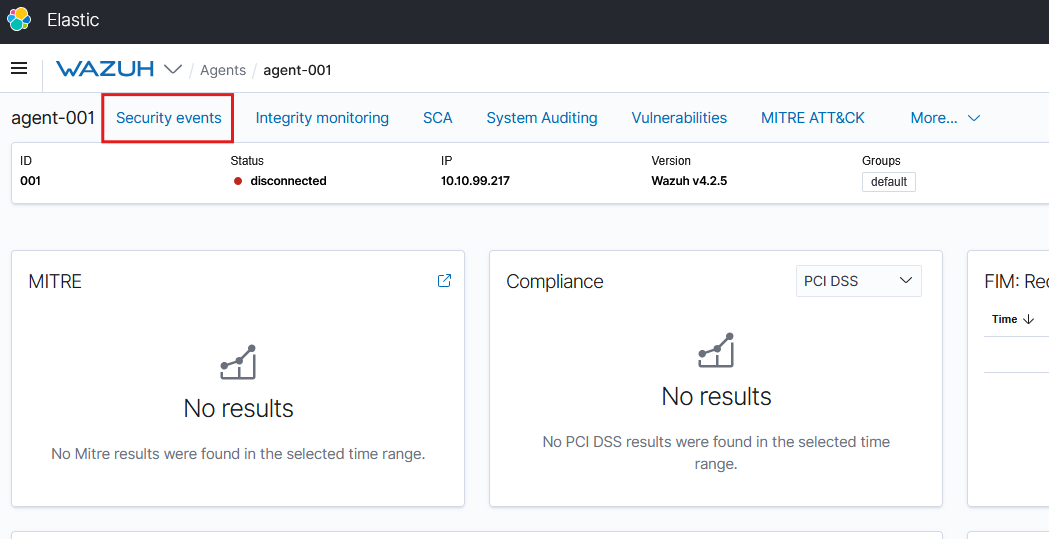 Elastic
WAZUH / Agents / agent-001
agent-001 Security events Integrity monitoring SCA System Auditing Vulnerabilities MITRE ATT&CK More...
ID Status IP Version Groups
001 disconnected 10.10.99.217 Wazuh v4.2.5 default
MITRE
No results
No Mitre results were found in the selected time range.
Compliance PCI DSS
No results
No PCI DSS results were found in the selected time
range.
FIM: Rec
Time